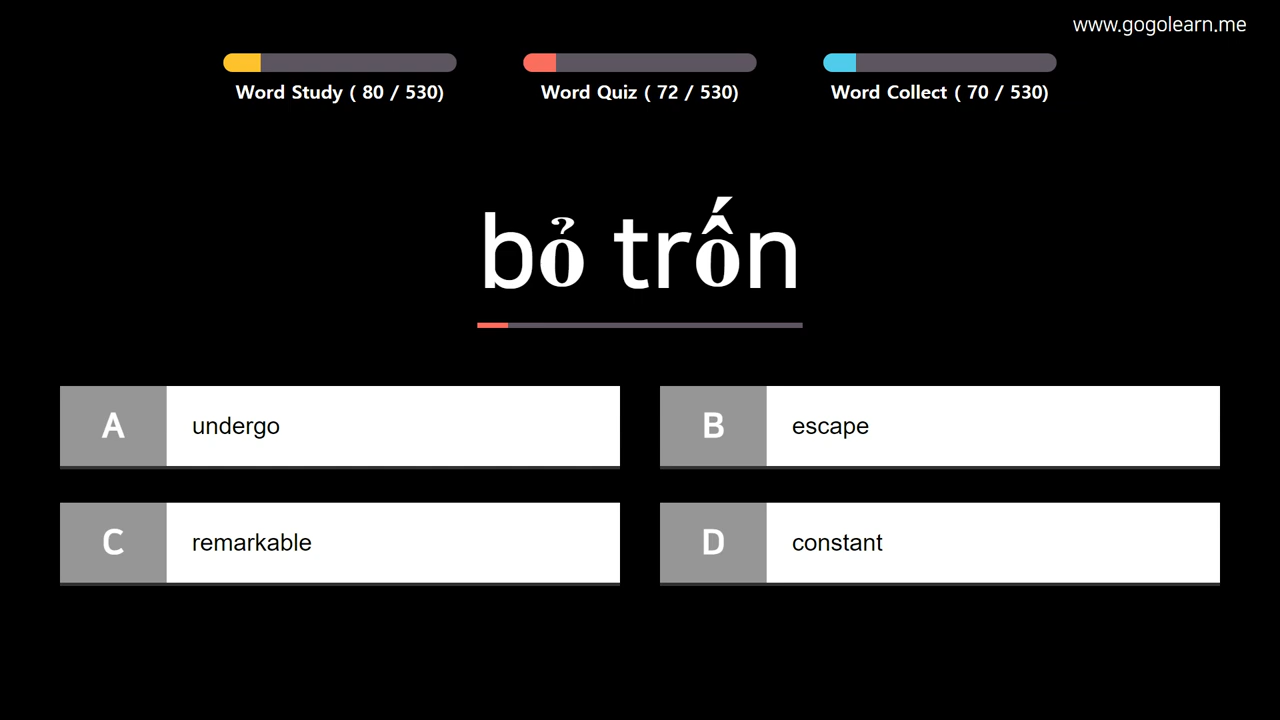 www.gogolearn.me
Word Study ( 80 / 530)
Word Quiz ( 72 / 530)
Word Collect ( 70 / 530)
bỏ trốn
A undergo
B escape
C remarkable
D constant